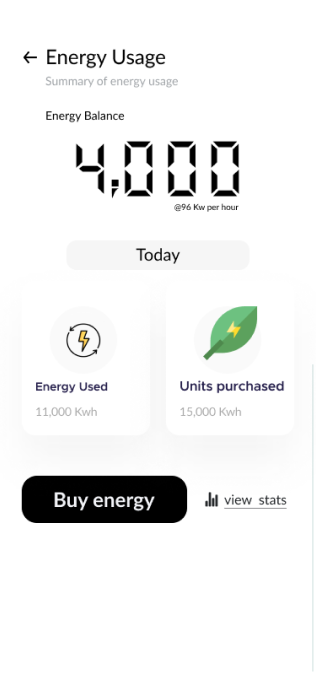 Energy Usage
Summary of energy usage
Energy Balance
4,000
@96 Kw per hour
Today
Energy Used
11,000 Kwh
Units purchased
15,000 Kwh
Buy energy
view stats